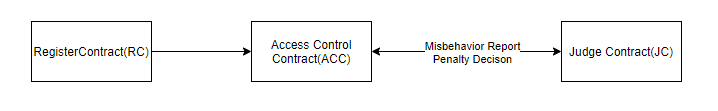 RegisterContract(RC)
Access Control
Contract(ACC)
Misbehavior Report
Penalty Decison
Judge Contract(JC)